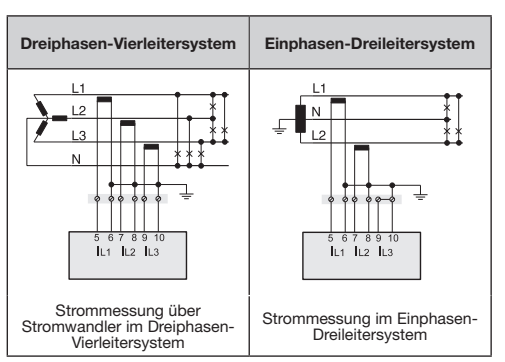 Dreiphasen-Vierleitersystem
Einphasen-Dreileitersystem
L1
L2
L3
N
5 6 7 8 9 10
IL1 IL2 IL3
L1
N
L2
5 6 7 8 9 10
IL1 IL2 IL3
Strommessung über
Stromwandler im Dreiphasen-
Vierleitersystem
Strommessung im Einphasen-
Dreileitersystem